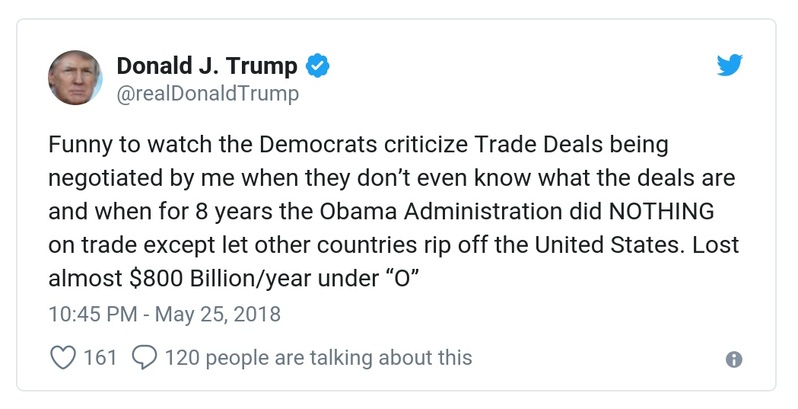 Donald J. Trump
@realDonaldTrump
Funny to watch the Democrats criticize Trade Deals being
negotiated by me when they don’t even know what the deals are
and when for 8 years the Obama Administration did NOTHING
on trade except let other countries rip off the United States. Lost
almost $800 Billion/year under “O”
10:45 PM - May 25, 2018
161 120 people are talking about this